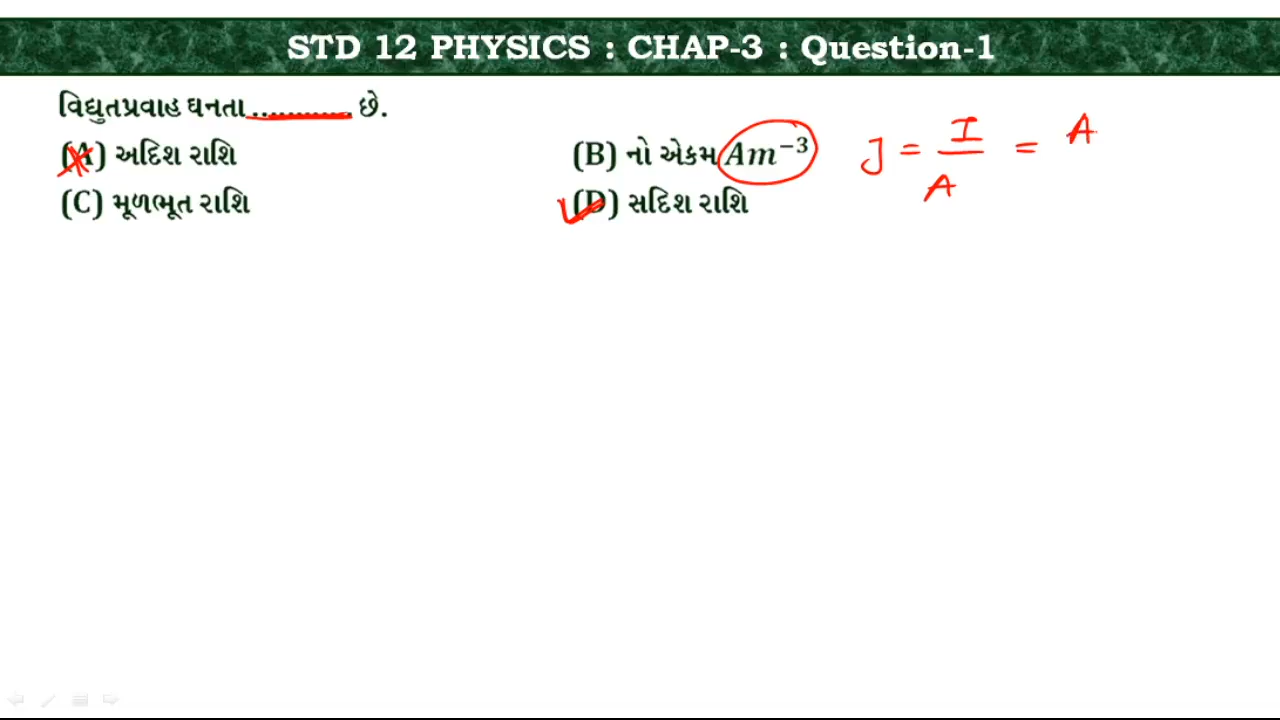 STD 12 PHYSICS : CHAP-3 : Question-1
વિદ્યુતપ્રવાહ ઘનતા ............ છે.
(A) અદિશ રાશિ (B) નો એકમ Am⁻³ J = I/A = A
(C) મૂળભૂત રાશિ (D) સદિશ રાશિ